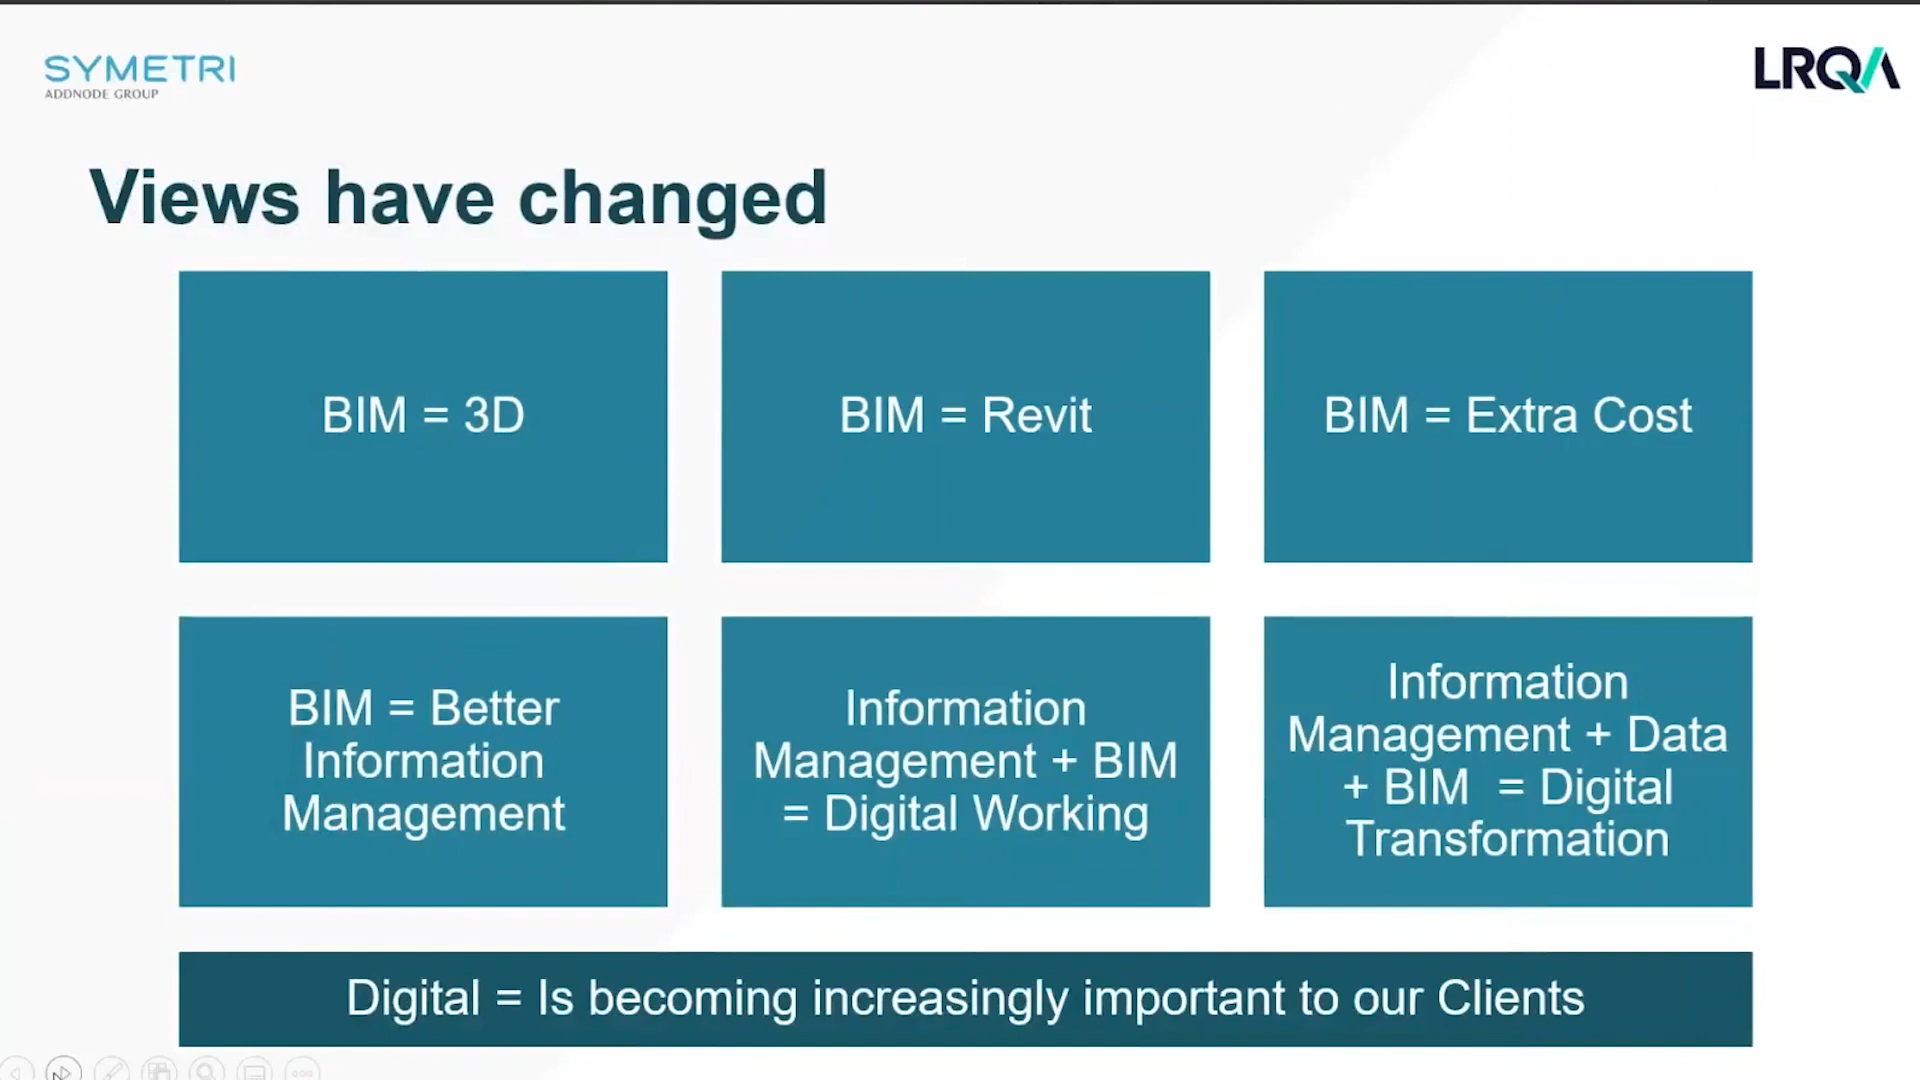 SYMETRI
ADDNODE GROUP
LRQA
Views have changed
BIM = 3D
BIM = Revit
BIM = Extra Cost
BIM = Better
Information
Management
Information
Management + BIM
= Digital Working
Information
Management + Data
+ BIM = Digital
Transformation
Digital = Is becoming increasingly important to our Clients